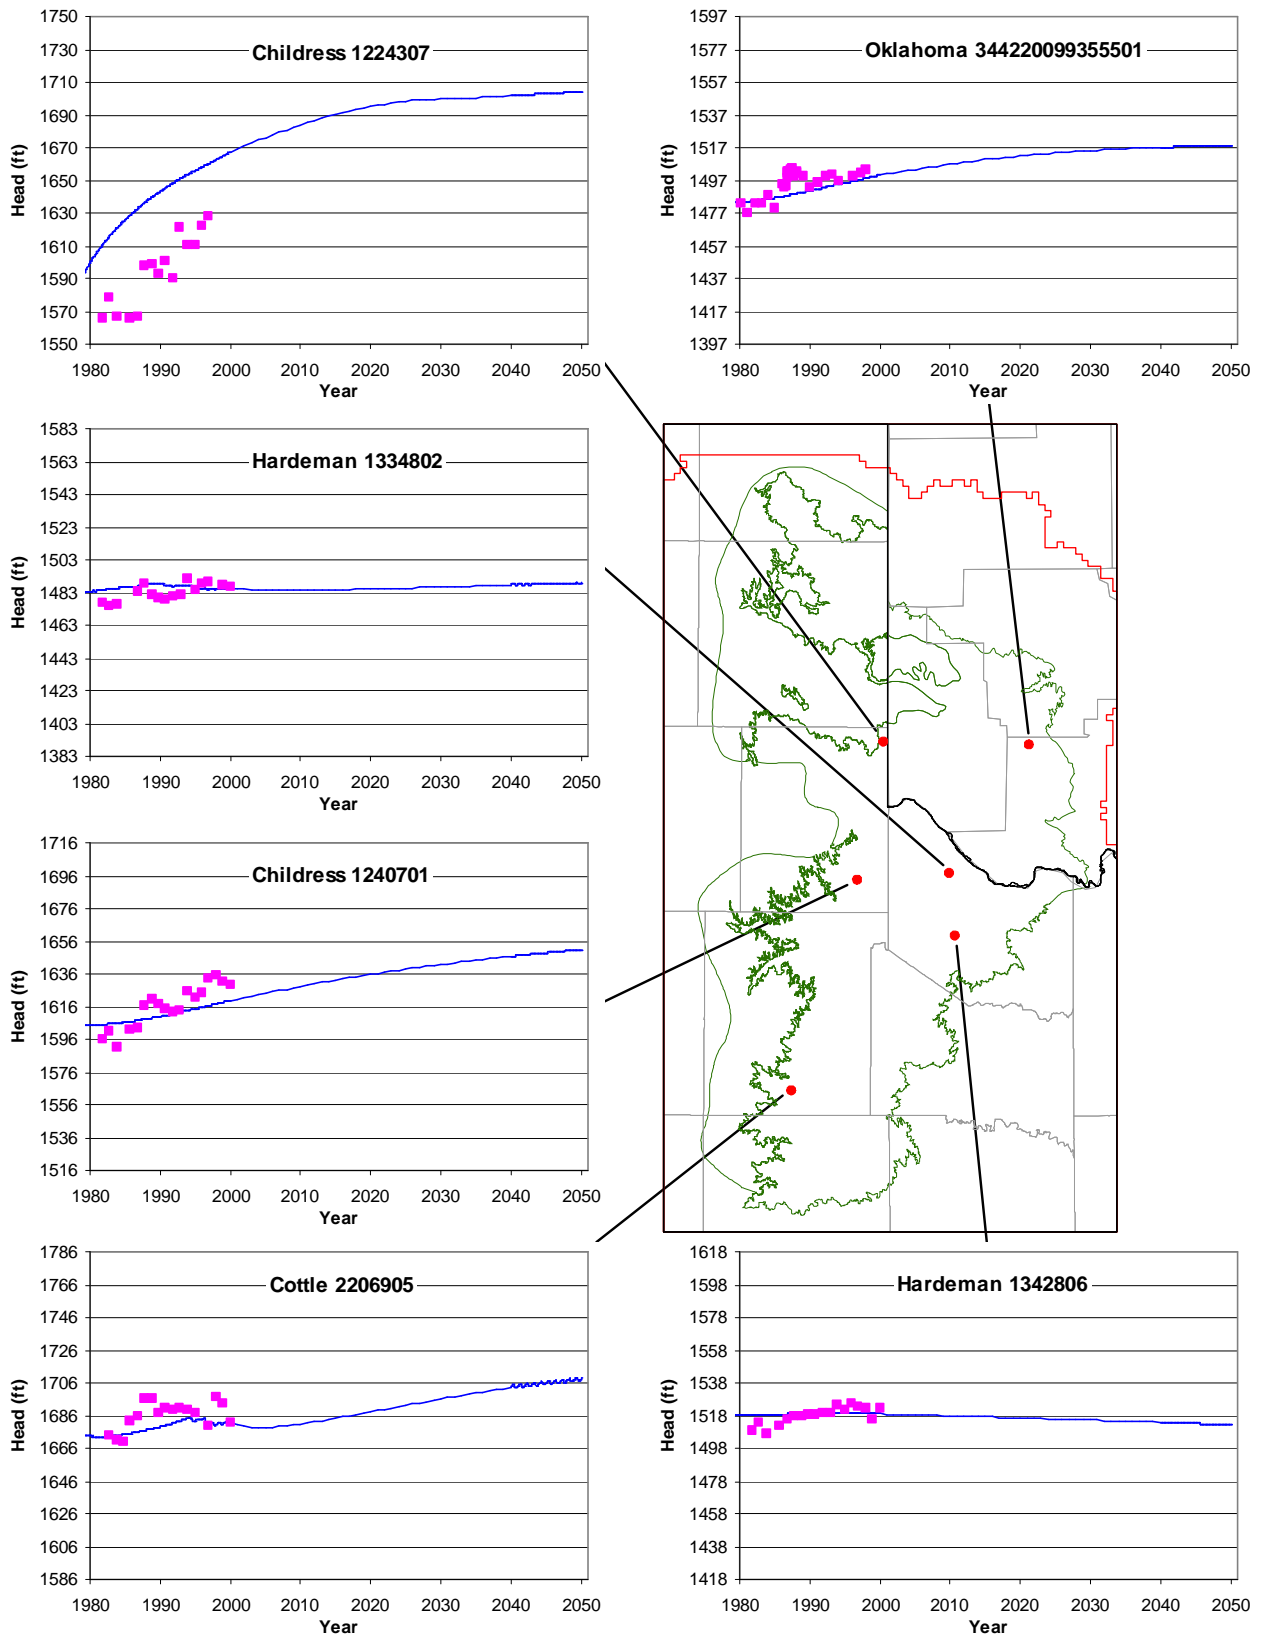 Childress 1224307
Head (ft)
1750
1730
1710
1690
1670
1650
1630
1610
1590
1570
1550
1980 1990 2000 2010 2020 2030 2040 2050
Year
Oklahoma 344220099355501
Head (ft)
1597
1577
1557
1537
1517
1497
1477
1457
1437
1417
1397
1980 1990 2000 2010 2020 2030 2040 2050
Year
Hardeman 1334802
Head (ft)
1583
1563
1543
1523
1503
1483
1463
1443
1423
1403
1383
1980 1990 2000 2010 2020 2030 2040 2050
Year
Childress 1240701
Head (ft)
1716
1696
1676
1656
1636
1616
1596
1576
1556
1536
1516
1980 1990 2000 2010 2020 2030 2040 2050
Year
Cottle 2206905
Head (ft)
1786
1766
1746
1726
1706
1686
1666
1646
1626
1606
1586
1980 1990 2000 2010 2020 2030 2040 2050
Year
Hardeman 1342806
Head (ft)
1618
1598
1578
1558
1538
1518
1498
1478
1458
1438
1418
1980 1990 2000 2010 2020 2030 2040 2050
Year